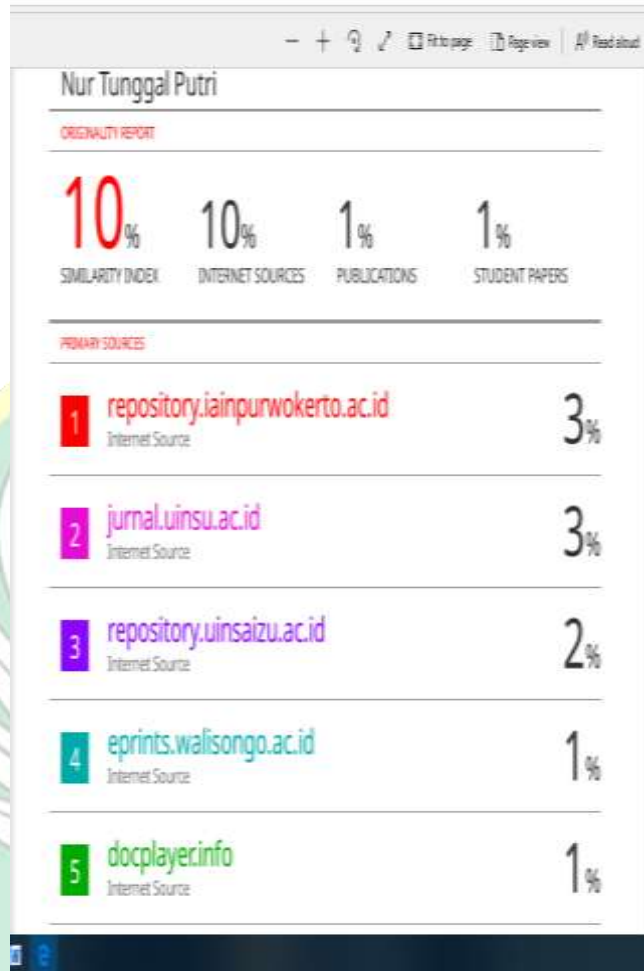 Fit to page Page view Read aloud
Nur Tunggal Putri
ORIGINALITY REPORT
10% 10% 1% 1%
SIMILARITY INDEX INTERNET SOURCES PUBLICATIONS STUDENT PAPERS
PRIMARY SOURCES
1 repository.iainpurwokerto.ac.id 3%
Internet Source
2 jurnal.uinsu.ac.id 3%
Internet Source
3 repository.uinsaizu.ac.id 2%
Internet Source
4 eprints.walisongo.ac.id 1%
Internet Source
5 docplayer.info 1%
Internet Source